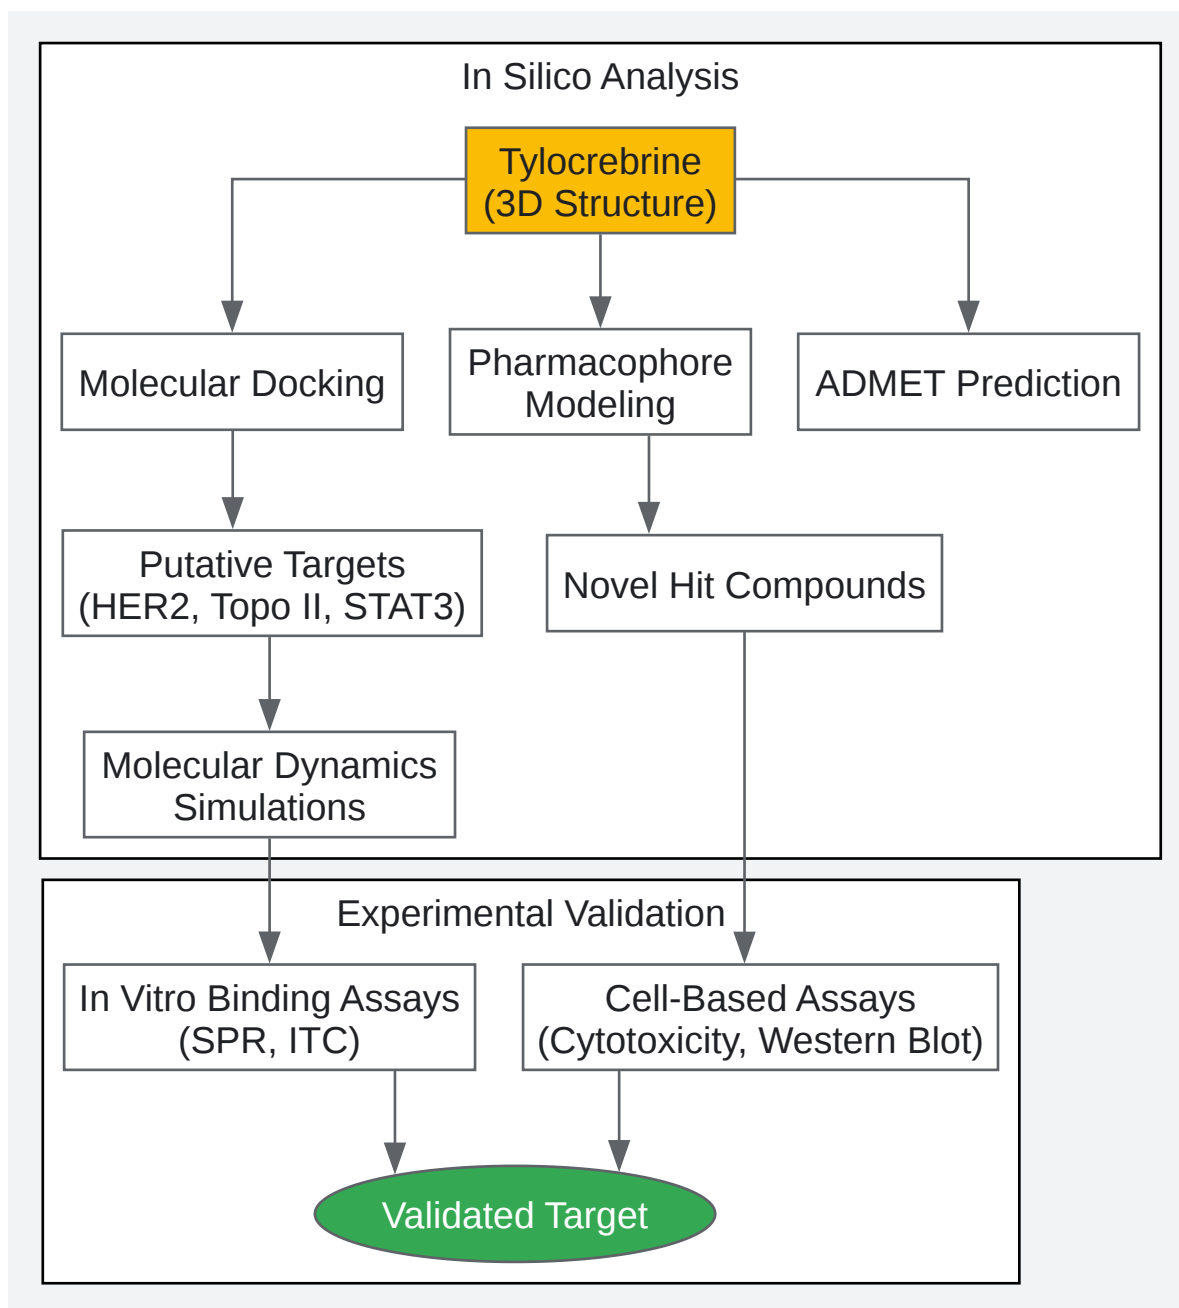 In Silico Analysis
Tylocrebrine
(3D Structure)
Molecular Docking
Pharmacophore
Modeling
ADMET Prediction
Putative Targets
(HER2, Topo II, STAT3)
Novel Hit Compounds
Molecular Dynamics
Simulations
Experimental Validation
In Vitro Binding Assays
(SPR, ITC)
Cell-Based Assays
(Cytotoxicity, Western Blot)
Validated Target